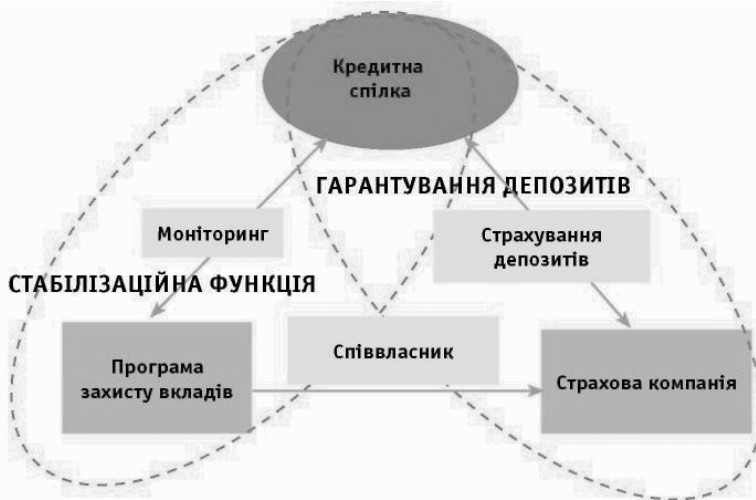 Кредитна
спілка
ГАРАНТУВАННЯ ДЕПОЗИТІВ
Моніторинг
Страхування
депозитів
СТАБІЛІЗАЦІЙНА ФУНКЦІЯ
Співвласник
Програма
захисту вкладів
Страхова компанія